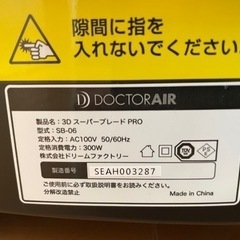 隙間に指を
入れないでください
DOCTORAIR
品名：3D スーパーブレード PRO
型式：SB-06
定格入力：AC100V 50/60Hz
定格消費電力：300W
株式会社ドリームファクトリー
製造番号 SEAH003287
ご使用の前に必ず取扱説明書をお読みください
分解改造禁止
Made in China